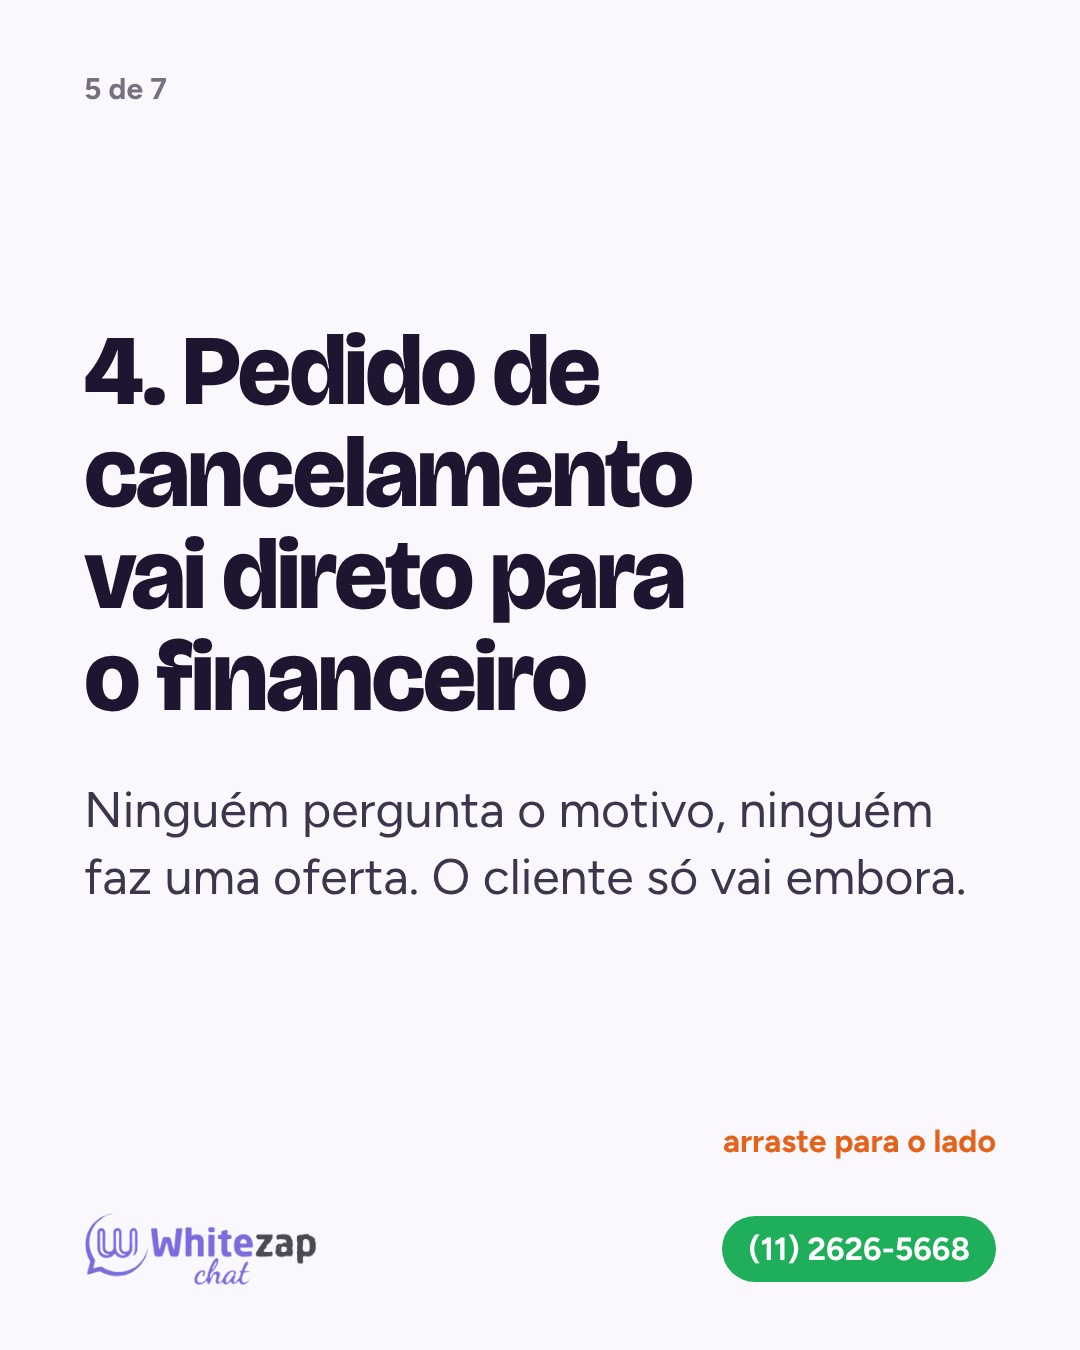 5 de 7
4. Pedido de
cancelamento
vai direto para
o financeiro
Ninguém pergunta o motivo, ninguém
faz uma oferta. O cliente só vai embora.
arraste para o lado
Whitezap
chat
(11) 2626-5668